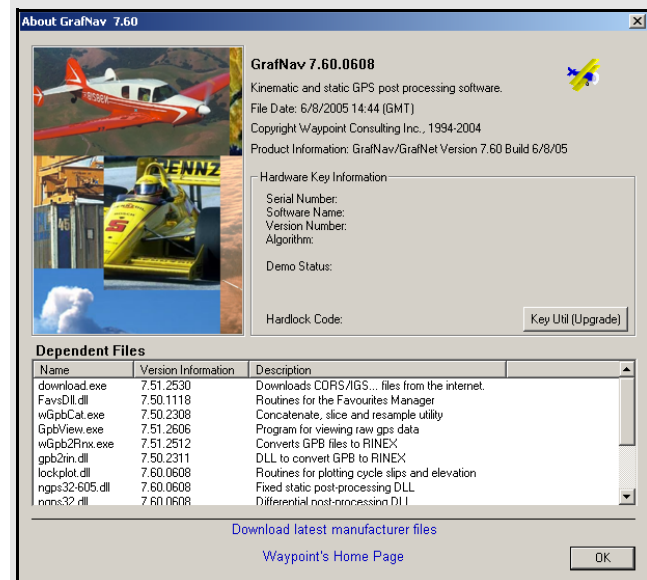 About GrafNav 7.60
GrafNav 7.60.0608
Kinematic and static GPS post processing software.
File Date: 6/8/2005 14:44 (GMT)
Copyright Waypoint Consulting Inc., 1994-2004
Product Information: GrafNav/GrafNet Version 7.60 Build 6/8/05
Hardware Key Information
Serial Number:
Software Name:
Version Number:
Algorithm:
Demo Status:
Hardlock Code:
Key Util (Upgrade)
PENNZ
5
45
Dependent Files
Name Version Information Description
download.exe 7.51.2530 Downloads CORS/IGS... files from the internet.
FavsDll.dll 7.50.1118 Routines for the Favourites Manager
wGpbCat.exe 7.50.2308 Concatenate, slice and resample utility
GpbView.exe 7.51.2606 Program for viewing raw gps data
wGpb2Rnx.exe 7.51.2512 Converts GPB files to RINEX
gpb2rin.dll 7.50.2311 DLL to convert GPB to RINEX
lockplot.dll 7.60.0608 Routines for plotting cycle slips and elevation
ngps32-605.dll 7.60.0608 Fixed static post-processing DLL
ngps32.dll 7.60.0608 Differential post-processing DLL
Download latest manufacturer files
Waypoint's Home Page
OK